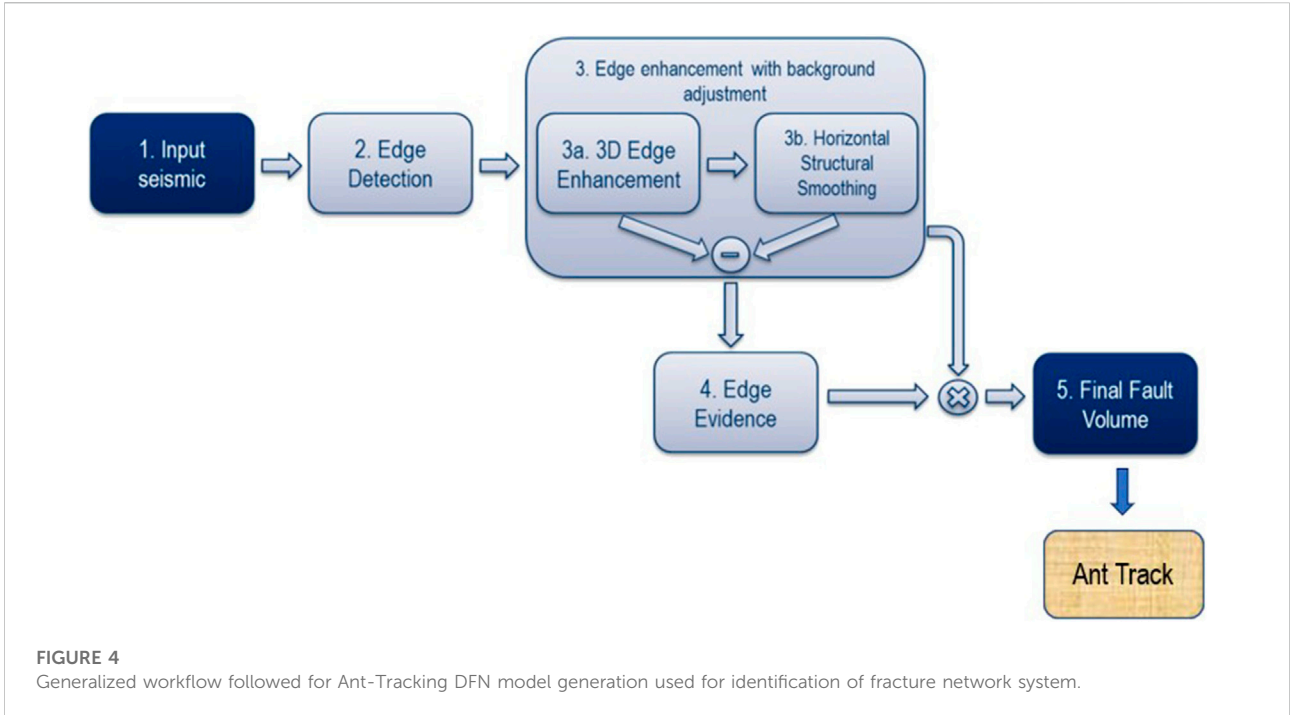 1. Input
seismic
2. Edge
Detection
3. Edge enhancement with background
adjustment
3a. 3D Edge
Enhancement
3b. Horizontal
Structural
Smoothing
4. Edge
Evidence
5. Final Fault
Volume
Ant Track
FIGURE 4
Generalized workflow followed for Ant-Tracking DFN model generation used for identification of fracture network system.